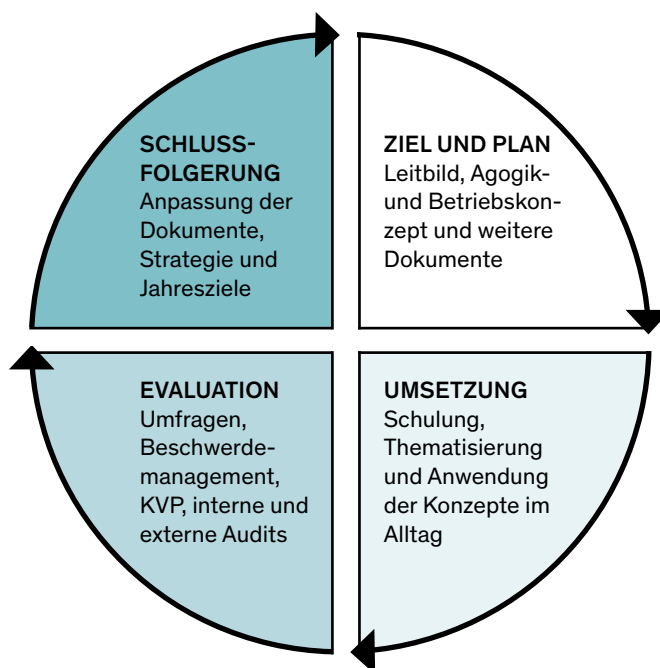 SCHLUSS-
FOLGERUNG
Anpassung der
Dokumente,
Strategie und
Jahresziele
ZIEL UND PLAN
Leitbild, Agogik-
und Betriebskon-
zept und weitere
Dokumente
EVALUATION
Umfragen,
Beschwerde-
management,
KVP, interne und
externe Audits
UMSETZUNG
Schulung,
Thematisierung
und Anwendung
der Konzepte im
Alltag